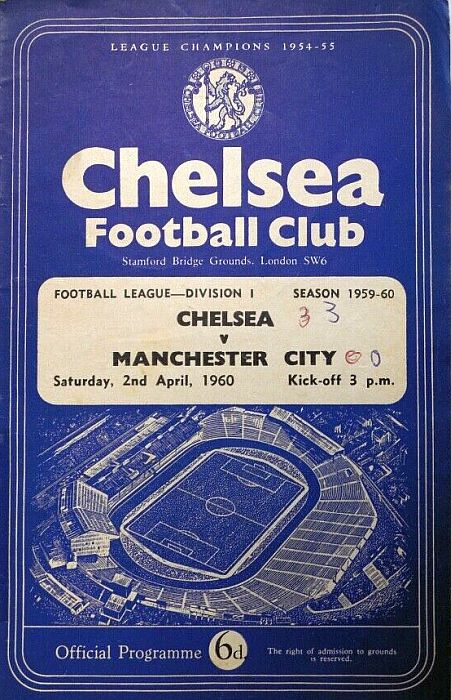 LEAGUE CHAMPIONS 1954-55
Chelsea
Football Club
Stamford Bridge Grounds, London SW6
FOOTBALL LEAGUE—DIVISION I SEASON 1959-60
CHELSEA 3 3
v
MANCHESTER CITY 0 0
Saturday, 2nd April, 1960 Kick-off 3 p.m.
Official Programme 6d. The right of admission to grounds
is reserved.